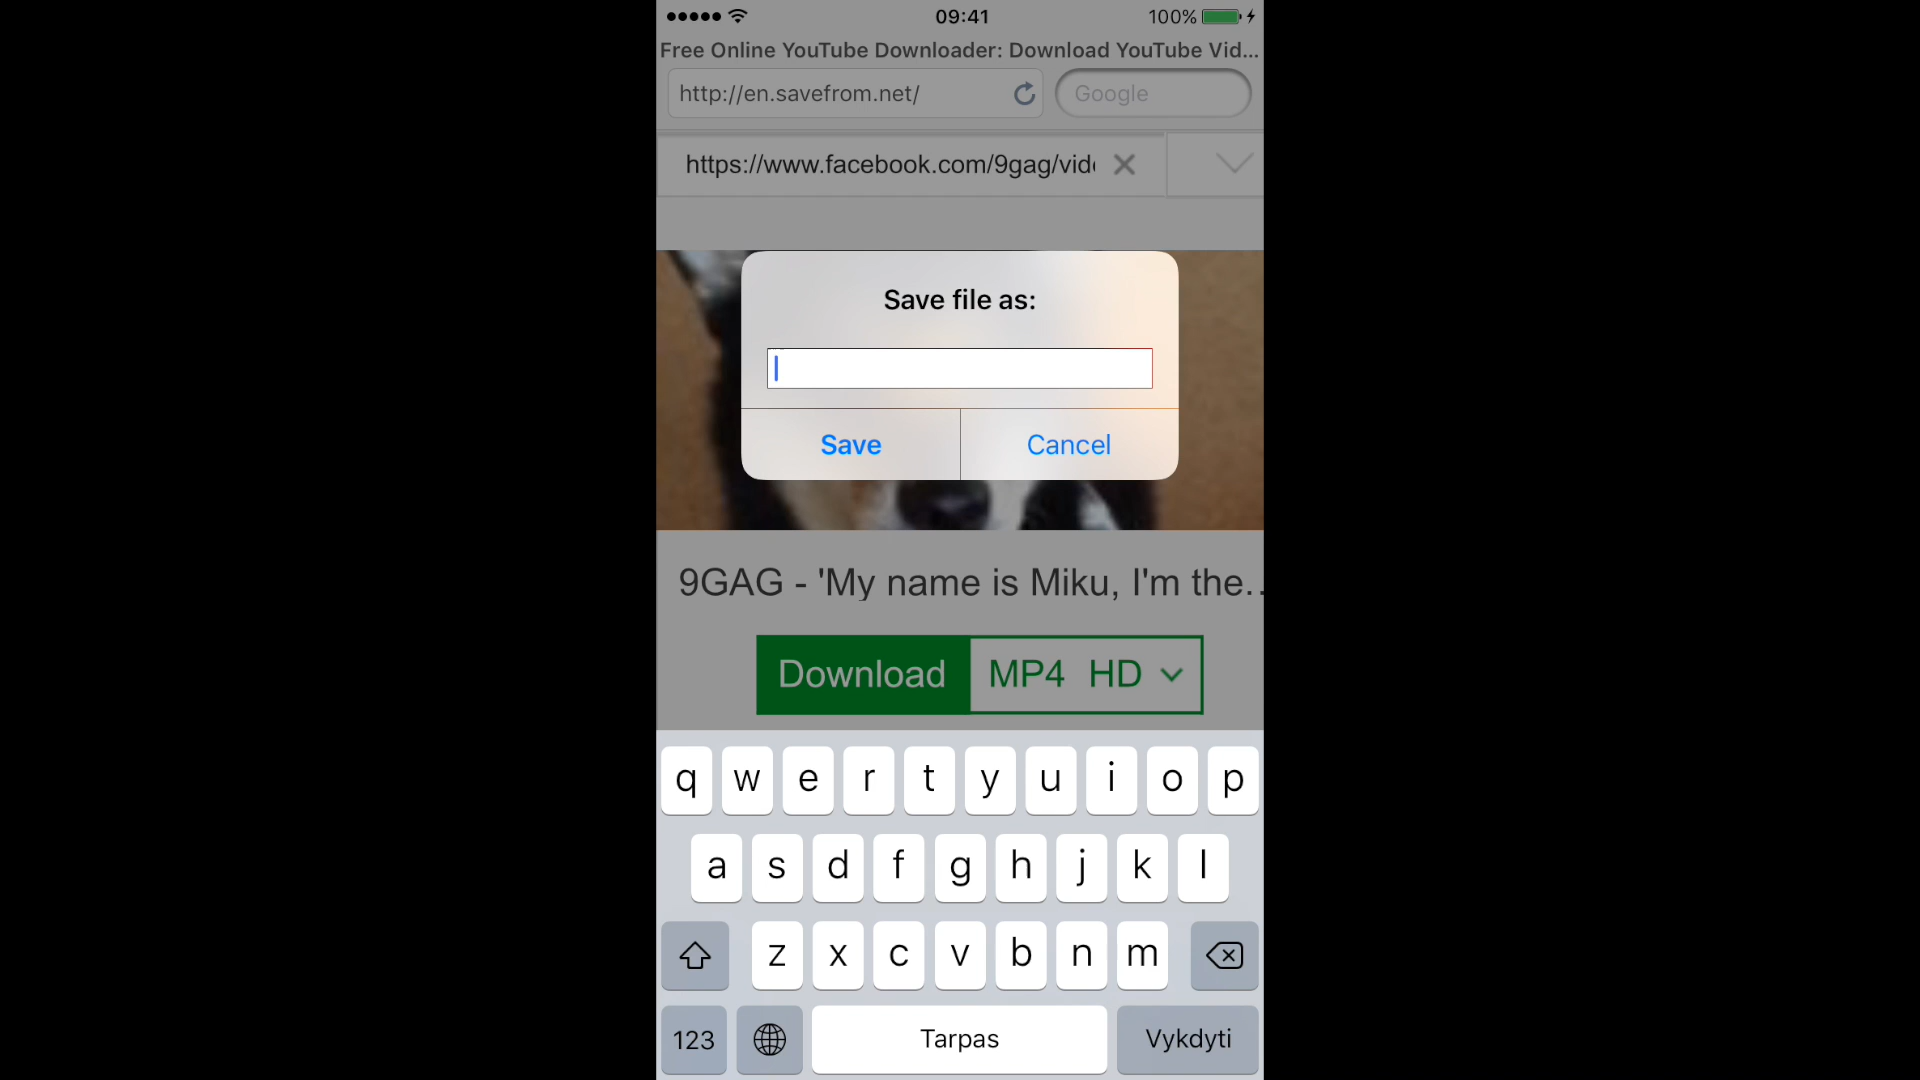 09:41
100%
Free Online YouTube Downloader: Download YouTube Vid...
http://en.savefrom.net/
Google
https://www.facebook.com/9gag/vide
Save file as:
Save
Cancel
9GAG - 'My name is Miku, I'm the...
Download
MP4 HD
q w e r t y u i o p
a s d f g h j k l
z x c v b n m
123
Tarpas
Vykdyti